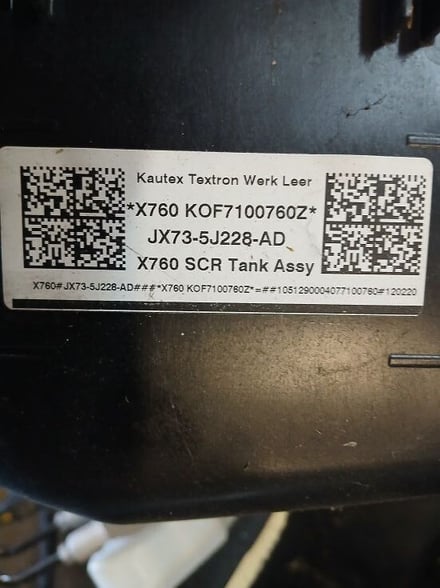 Kautex Textron Werk Leer
*X760 KOF7100760Z*
JX73-5J228-AD
X760 SCR Tank Assy
X760#JX73-5J228-AD###*X760 KOF7100760Z*=##1051290004077100760#120220